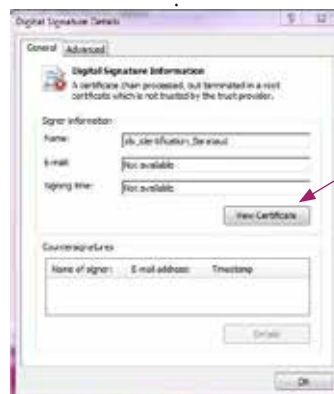 Digital Signature Details
General Advanced
Digital Signature Information
A certificate chain processed, but terminated in a root
certificate which is not trusted by the trust provider.
Signer information
Name:
E-mail: Not available
Signing time: Not available
View Certificate
Countersignatures
Name of signer: E-mail address: Timestamp
Details
OK